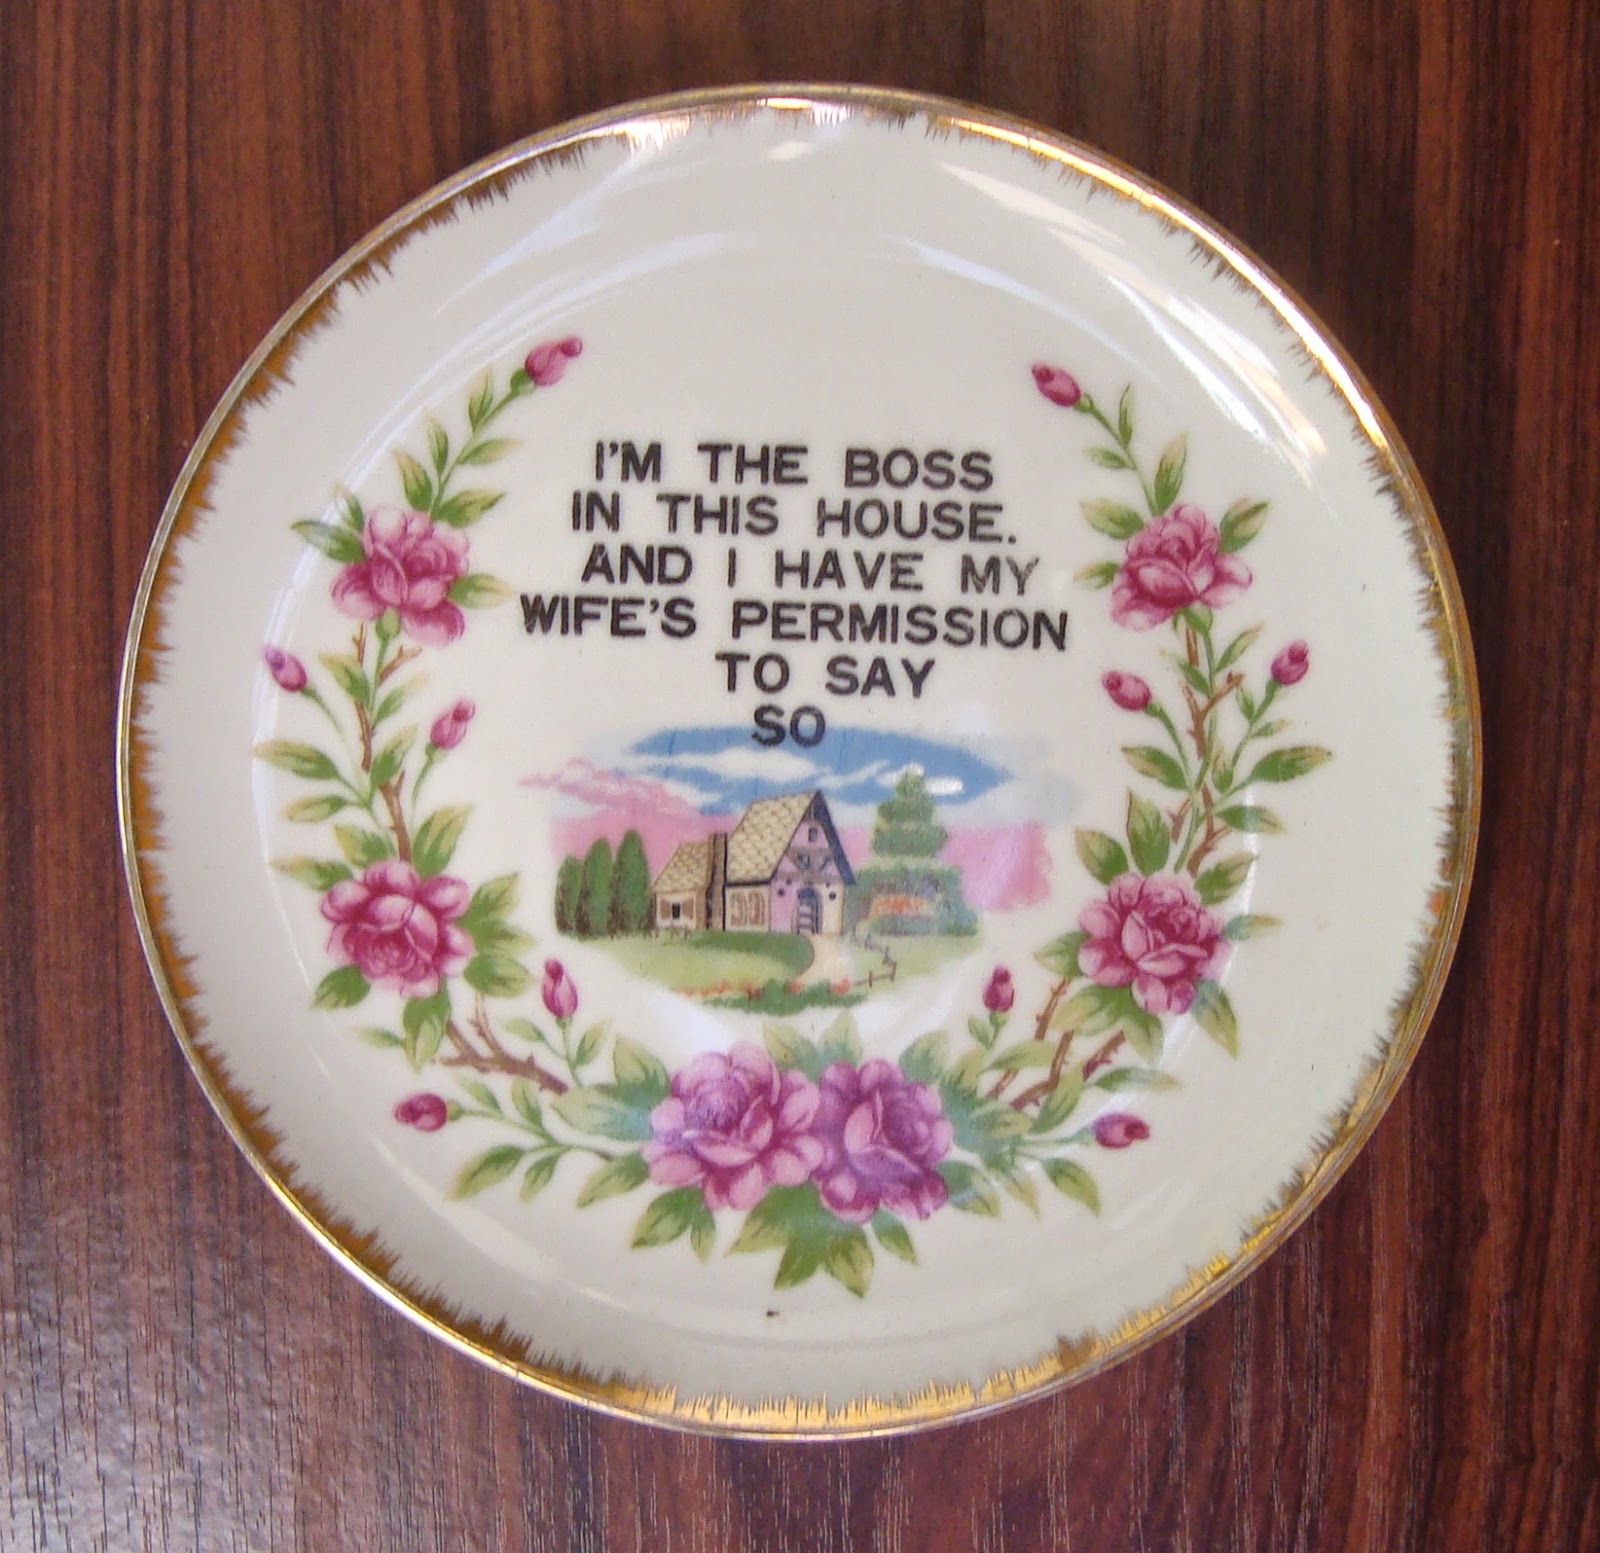 I'M THE BOSS
IN THIS HOUSE.
AND I HAVE MY
WIFE'S PERMISSION
TO SAY
SO